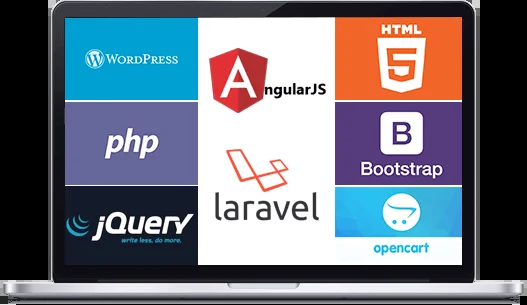 WORDPRESS
php
jQuery
write less, do more.
AngularJS
laravel
HTML
5
B
Bootstrap
opencart